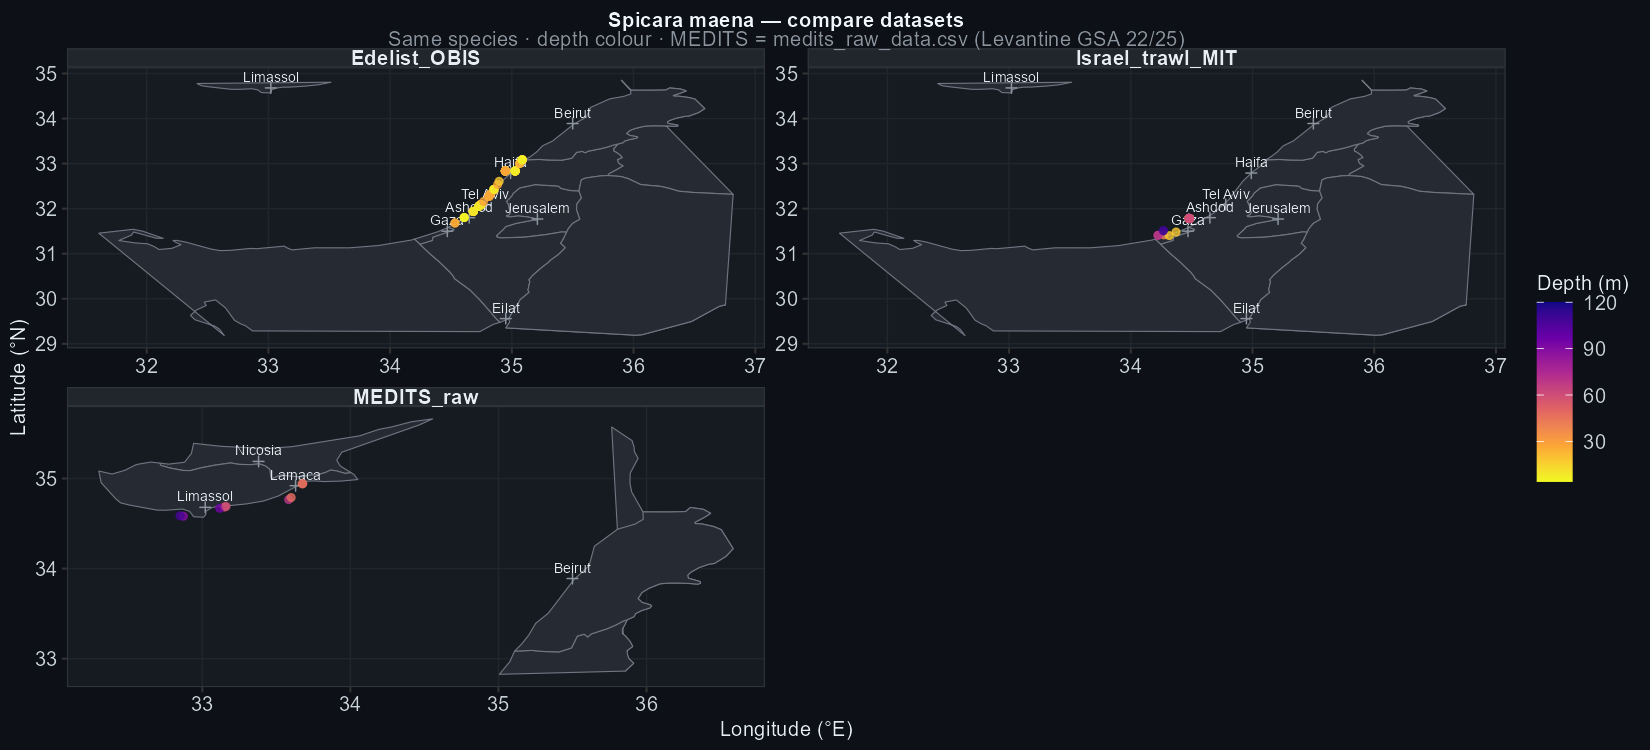 Spicara maena — compare datasets
Same species · depth colour · MEDITS = medits_raw_data.csv (Levantine GSA 22/25)
Edelist_OBIS
Israel_trawl_MIT
35
34
33
32
31
30
29
Limassol
Beirut
Haifa
Tel Aviv
Ashdod
Jerusalem
Gaza
Eilat
32
33
34
35
36
37
35
34
33
32
31
30
29
Limassol
Beirut
Haifa
Tel Aviv
Ashdod
Jerusalem
Gaza
Eilat
32
33
34
35
36
37
MEDITS_raw
35
34
33
Nicosia
Larnaca
Limassol
Beirut
33
34
35
36
Latitude (°N)
Longitude (°E)
Depth (m)
120
90
60
30